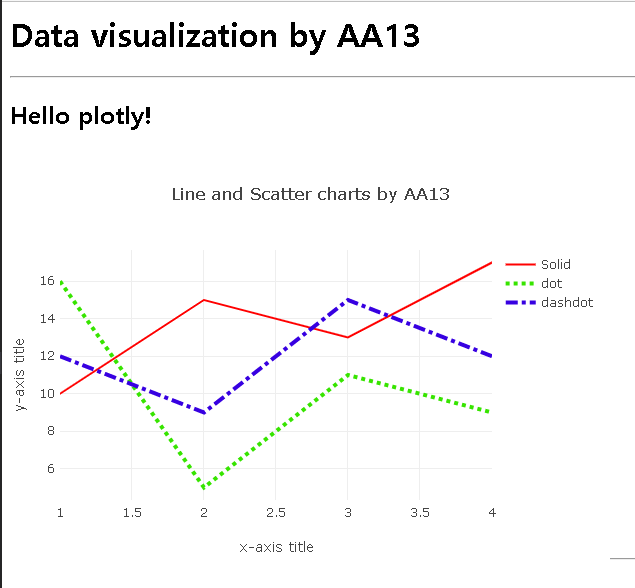 Data visualization by AA13
Hello plotly!
Line and Scatter charts by AA13
Solid
dot
dashdot
16
14
12
10
8
6
y-axis title
1 1.5 2 2.5 3 3.5 4
x-axis title